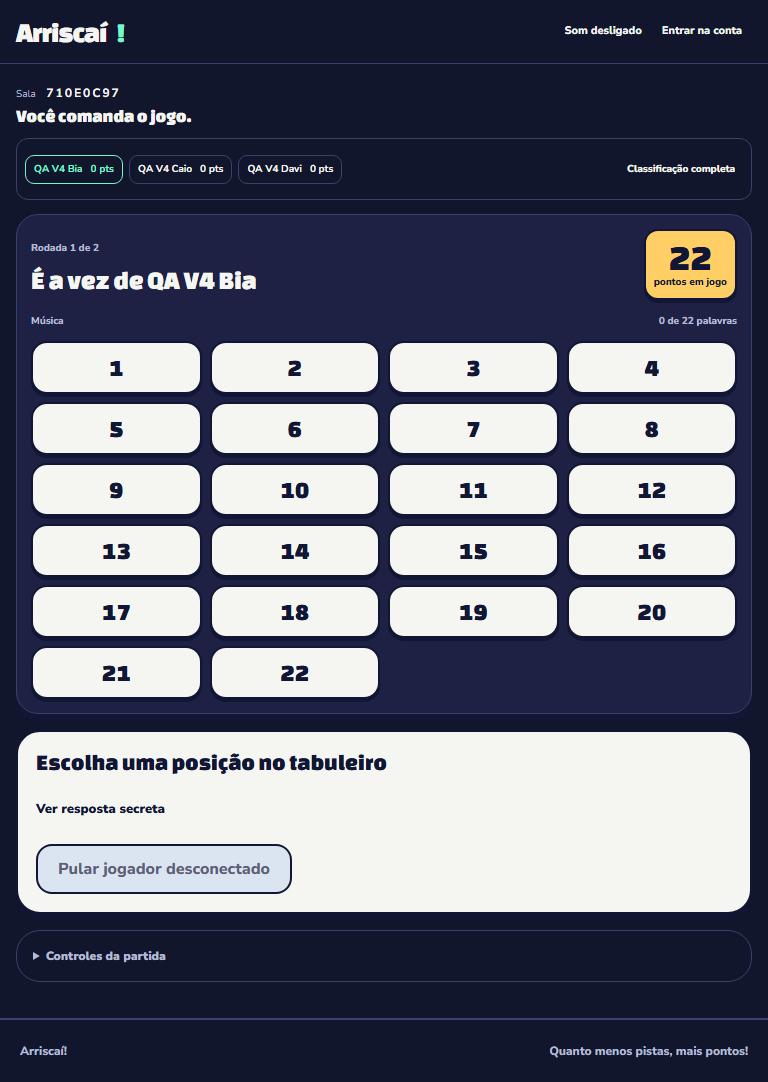 Arriscaí !
Som desligado Entrar na conta
Sala 710E0C97
Você comanda o jogo.
QA V4 Bia 0 pts QA V4 Caio 0 pts QA V4 Davi 0 pts Classificação completa
Rodada 1 de 2
É a vez de QA V4 Bia
22
pontos em jogo
Música 0 de 22 palavras
1 2 3 4
5 6 7 8
9 10 11 12
13 14 15 16
17 18 19 20
21 22
Escolha uma posição no tabuleiro
Ver resposta secreta
Pular jogador desconectado
Controles da partida
Arriscaí! Quanto menos pistas, mais pontos!